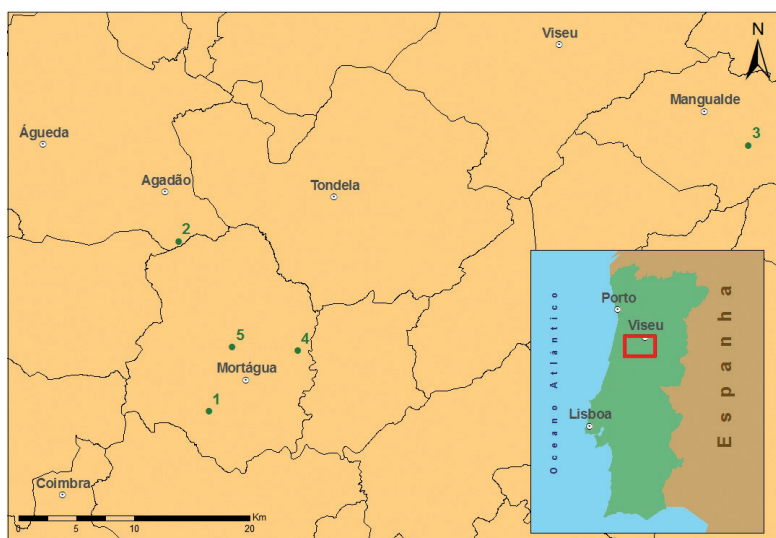 Viseu
N
Mangualde
3
Águeda
Agadão
Tondela
2
5
4
Mortágua
1
Coimbra
Km
0
5
10
20
Porto
Viseu
Lisboa
Oceano Atlântico
Espanha